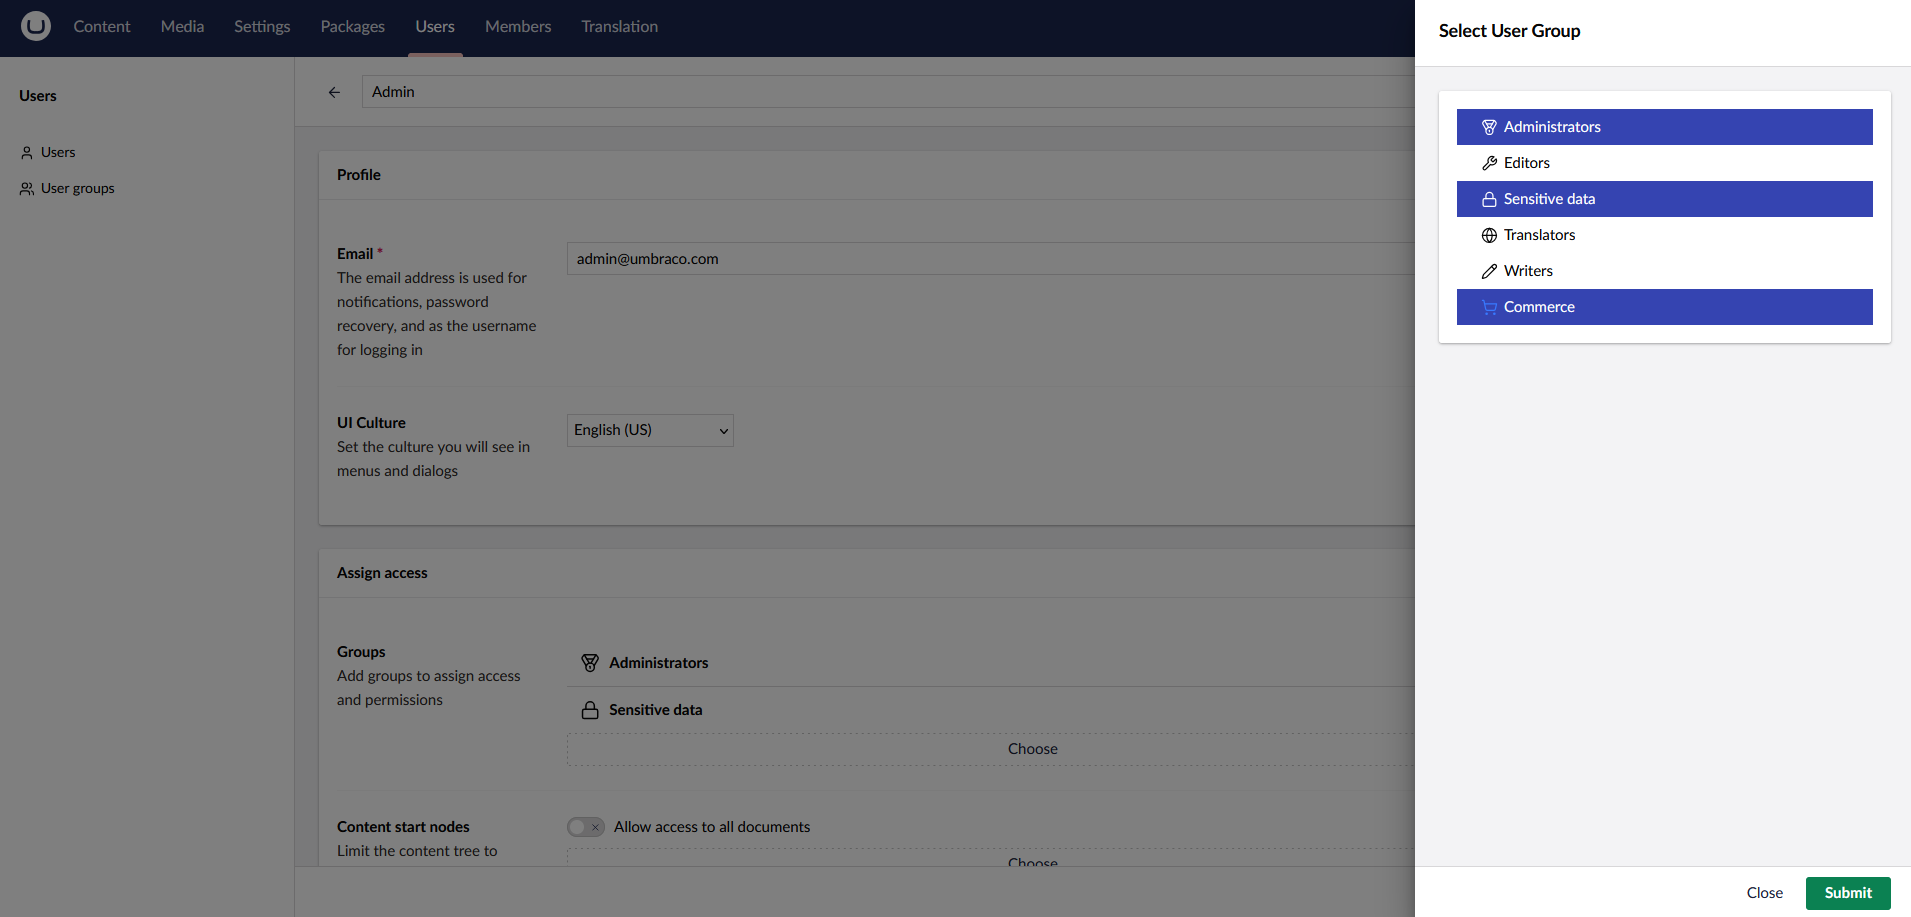 Content Media Settings Packages Users Members Translation
Users
Users
User groups
Admin
Profile
Email *
The email address is used for
notifications, password
recovery, and as the username
for logging in
admin@umbraco.com
UI Culture
Set the culture you will see in
menus and dialogs
English (US)
Assign access
Groups
Add groups to assign access
and permissions
Administrators
Sensitive data
Choose
Content start nodes
Limit the content tree to
Allow access to all documents
Choose
Select User Group
Administrators
Editors
Sensitive data
Translators
Writers
Commerce
Close Submit